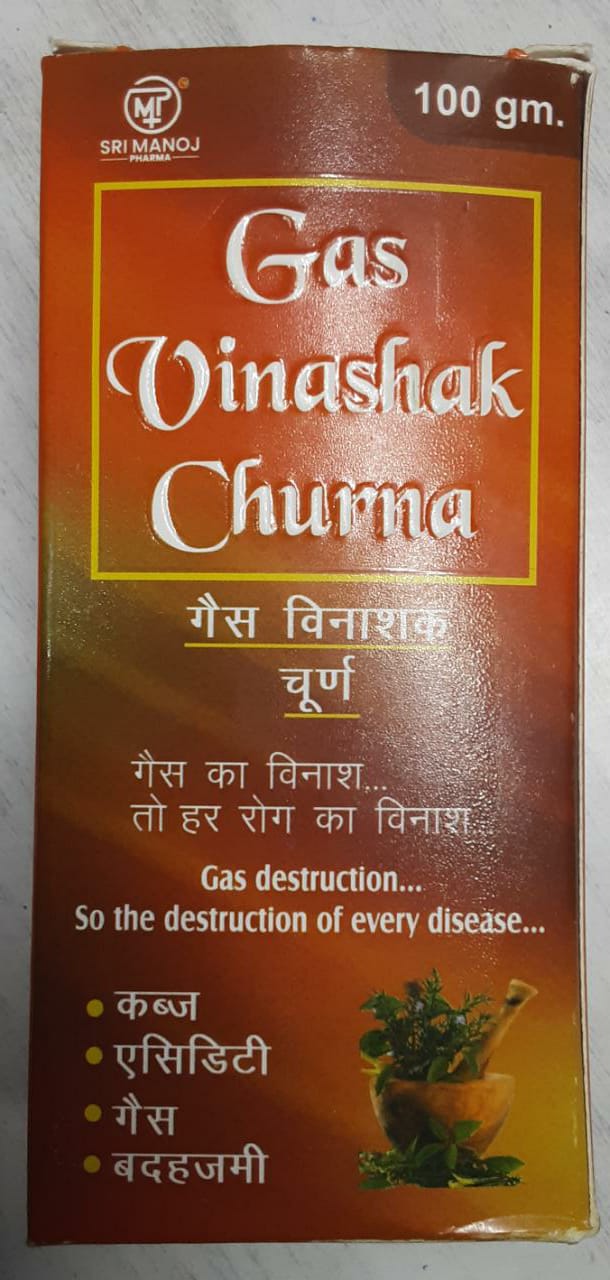 SRI MANOJ
PHARMA
100 gm.
Gas
Vinashak
Churna
गैस विनाशक
चूर्ण
गैस का विनाश...
तो हर रोग का विनाश...
Gas destruction...
So the destruction of every disease...
कब्ज
एसिडिटी
गैस
बदहजमी